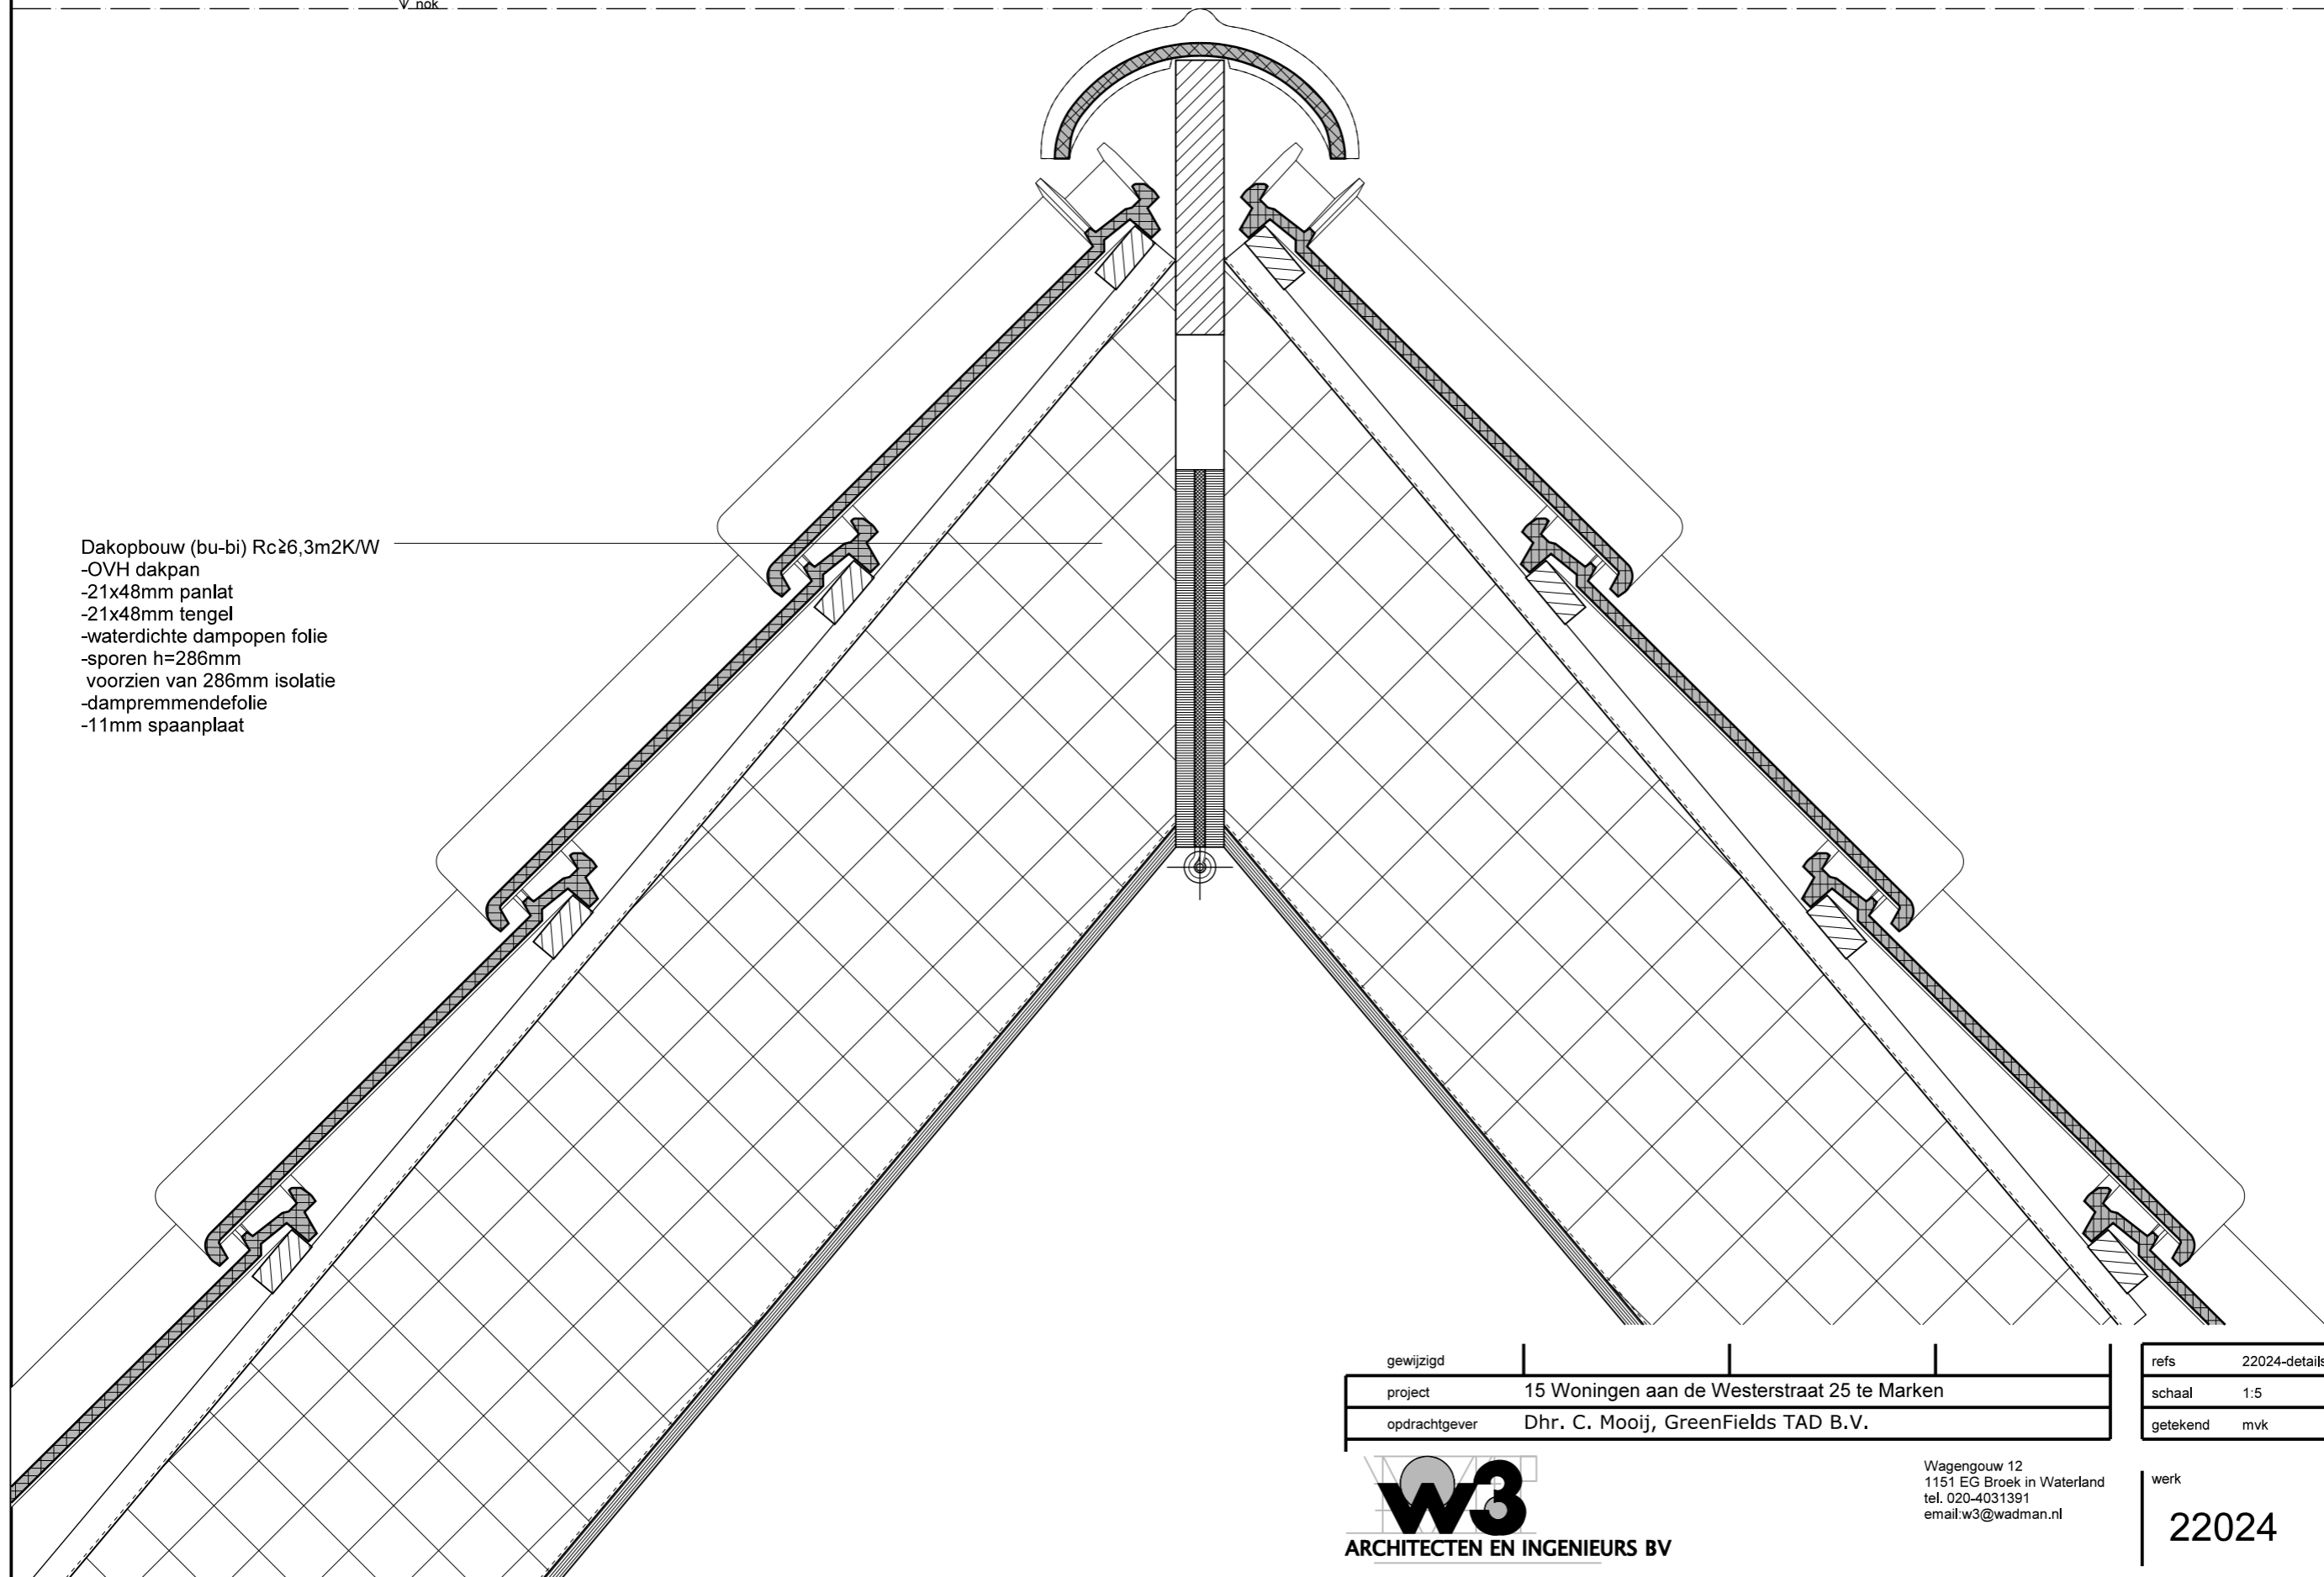 nok
Dakopbouw (bu-bi) Rc≥6,3m2K/W
-OVH dakpan
-21x48mm panlat
-21x48mm tengel
-waterdichte dampopen folie
-sporen h=286mm
voorzien van 286mm isolatie
-dampremmendefolie
-11mm spaanplaat
gewijzigd
project 15 Woningen aan de Westerstraat 25 te Marken
opdrachtgever Dhr. C. Mooij, GreenFields TAD B.V.
refs 22024-details
schaal 1:5
getekend mvk
w3
ARCHITECTEN EN INGENIEURS BV
Wagengouw 12
1151 EG Broek in Waterland
tel. 020-4031391
email:w3@wadman.nl
werk
22024